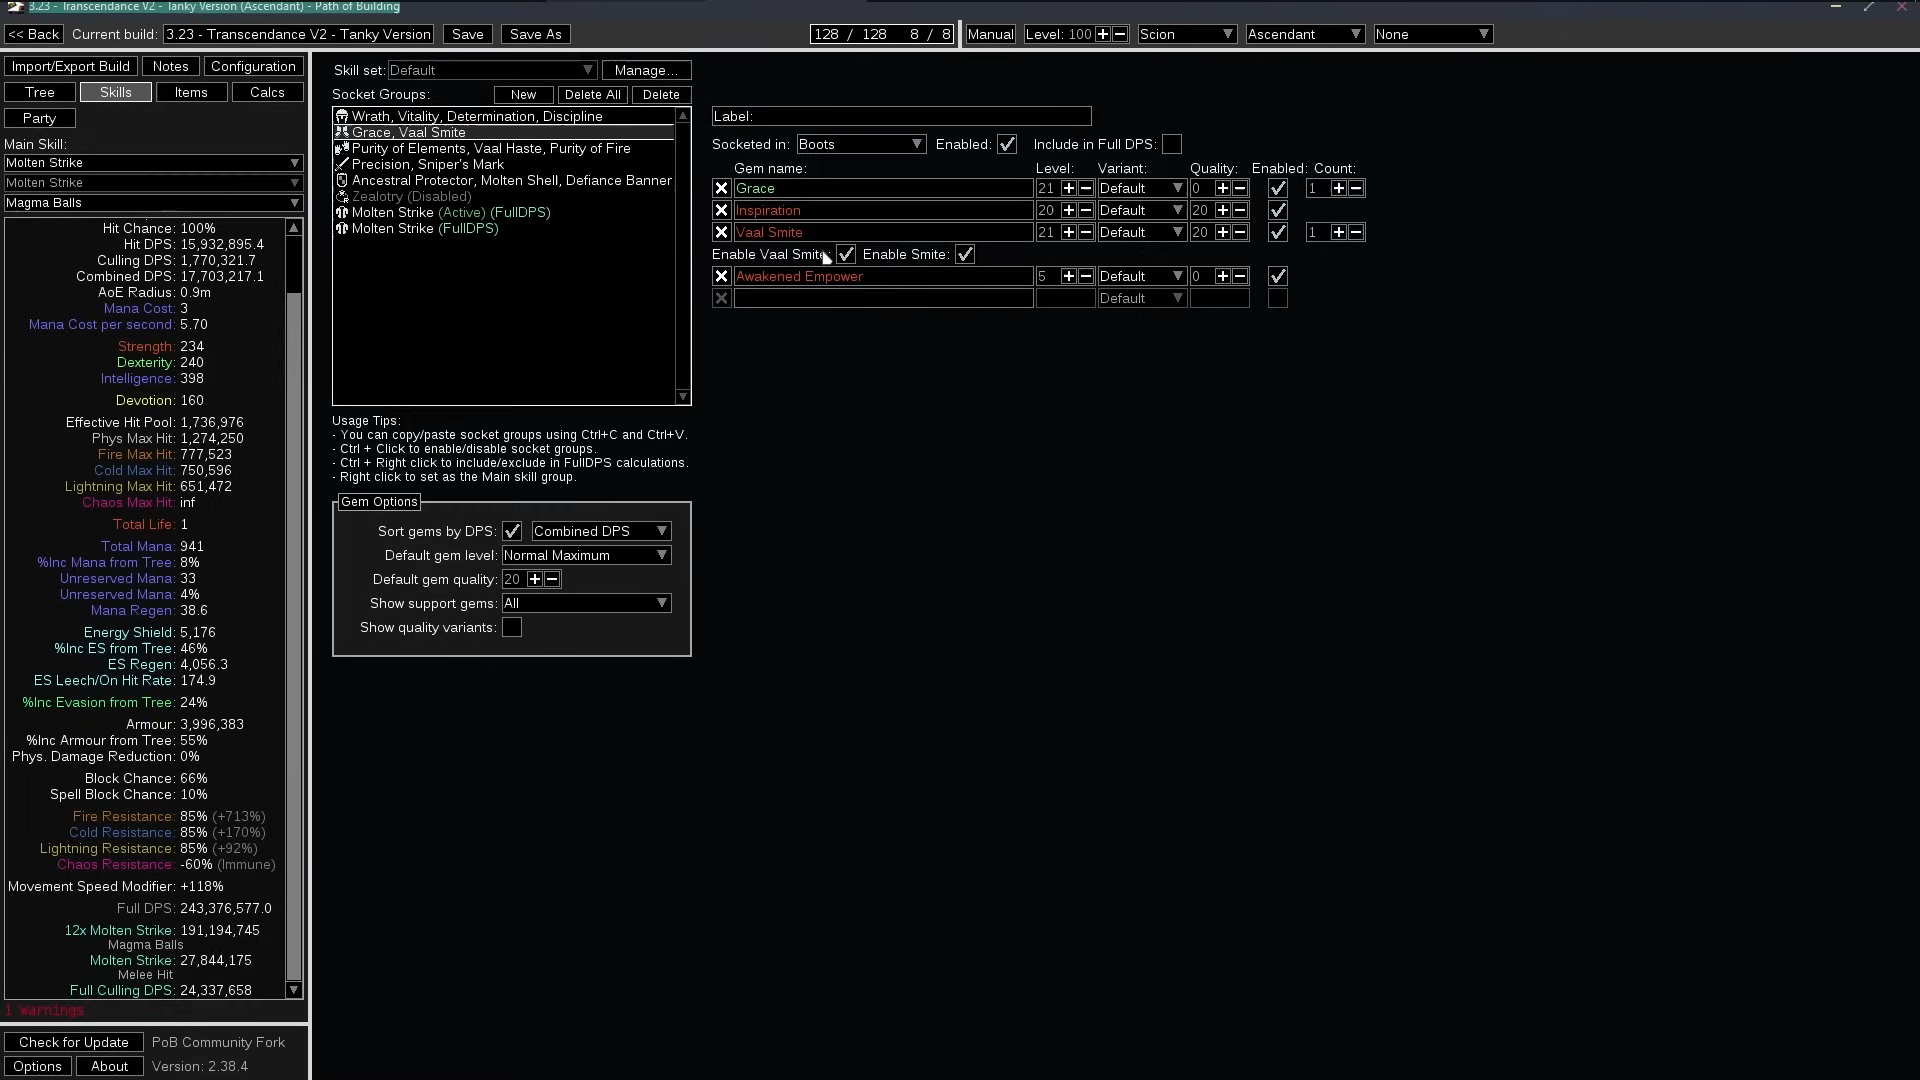 3.23 - Transcendance V2 - Tanky Version (Ascendant) - Path of Building
<< Back Current build: 3.23 - Transcendance V2 - Tanky Version Save Save As 128 / 128 8 / 8 Manual Level: 100 Scion Ascendant None
Import/Export Build Notes Configuration
Tree Skills Items Calcs
Party
Main Skill:
Molten Strike
Molten Strike
Magma Balls
Hit Chance: 100%
Hit DPS: 15,932,895.4
Culling DPS: 1,770,321.7
Combined DPS: 17,703,217.1
AoE Radius: 0.9m
Mana Cost: 3
Mana Cost per second: 5.70
Strength: 234
Dexterity: 240
Intelligence: 398
Devotion: 160
Effective Hit Pool: 1,736,976
Phys Max Hit: 1,274,250
Fire Max Hit: 777,523
Cold Max Hit: 750,596
Lightning Max Hit: 651,472
Chaos Max Hit: inf
Total Life: 1
Total Mana: 941
%Inc Mana from Tree: 8%
Unreserved Mana: 33
Unreserved Mana: 4%
Mana Regen: 38.6
Energy Shield: 5,176
%Inc ES from Tree: 46%
ES Regen: 4,056.3
ES Leech/On Hit Rate: 174.9
%Inc Evasion from Tree: 24%
Armour: 3,996,383
%Inc Armour from Tree: 55%
Phys. Damage Reduction: 0%
Block Chance: 66%
Spell Block Chance: 10%
Fire Resistance: 85% (+713%)
Cold Resistance: 85% (+170%)
Lightning Resistance: 85% (+92%)
Chaos Resistance: -60% (Immune)
Movement Speed Modifier: +118%
Full DPS: 243,376,577.0
12x Molten Strike: 191,194,745
Magma Balls
Molten Strike: 27,844,175
Melee Hit
Full Culling DPS: 24,337,658
1 Warnings
Check for Update PoB Community Fork
Options About Version: 2.38.4
Skill set: Default Manage...
Socket Groups: New Delete All Delete
Wrath, Vitality, Determination, Discipline
Grace, Vaal Smite
Purity of Elements, Vaal Haste, Purity of Fire
Precision, Sniper's Mark
Ancestral Protector, Molten Shell, Defiance Banner
Zealotry (Disabled)
Molten Strike (Active) (FullDPS)
Molten Strike (FullDPS)
Usage Tips:
- You can copy/paste socket groups using Ctrl+C and Ctrl+V.
- Ctrl + Click to enable/disable socket groups.
- Ctrl + Right click to include/exclude in FullDPS calculations.
- Right click to set as the Main skill group.
Gem Options
Sort gems by DPS: Combined DPS
Default gem level: Normal Maximum
Default gem quality: 20
Show support gems: All
Show quality variants:
Label:
Socketed in: Boots Enabled: Include in Full DPS:
Gem name: Level: Variant: Quality: Enabled: Count:
Grace 21 Default 0 1
Inspiration 20 Default 20
Vaal Smite 21 Default 20 1
Enable Vaal Smite Enable Smite:
Awakened Empower 5 Default 0
Default